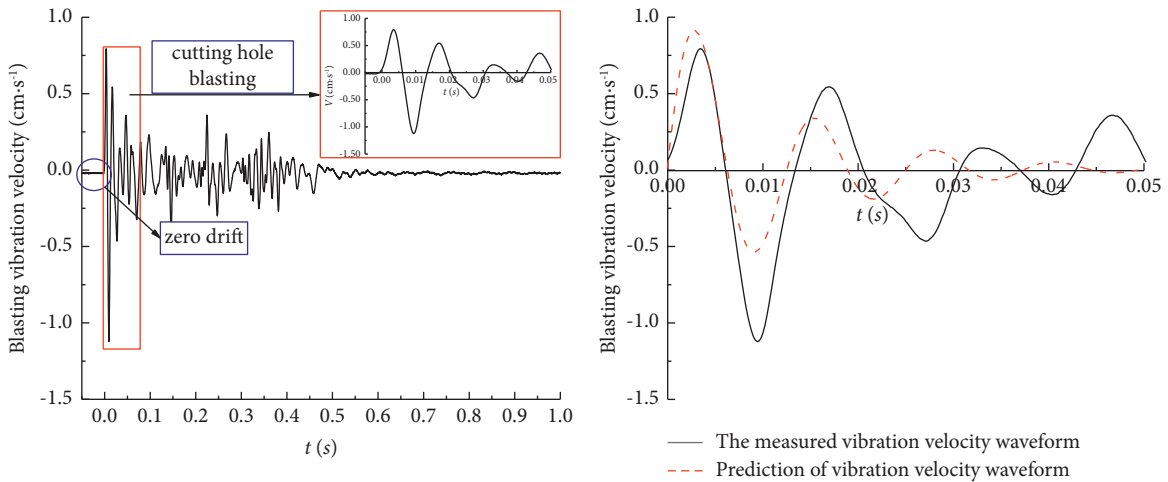 1.0
0.5
0.0
-0.5
-1.0
-1.5
Blasting vibration velocity (cm·s⁻¹)
cutting hole
blasting
zero drift
1.00
0.50
0.00
-0.50
-1.00
-1.50
V (cm·s⁻¹)
0.00 0.01 0.02 0.03 0.04 0.05
t (s)
0.0 0.1 0.2 0.3 0.4 0.5 0.6 0.7 0.8 0.9 1.0
t (s)
1.0
0.5
0.0
-0.5
-1.0
-1.5
Blasting vibration velocity (cm·s⁻¹)
0.00 0.01 0.02 0.03 0.04 0.05
t (s)
The measured vibration velocity waveform
Prediction of vibration velocity waveform